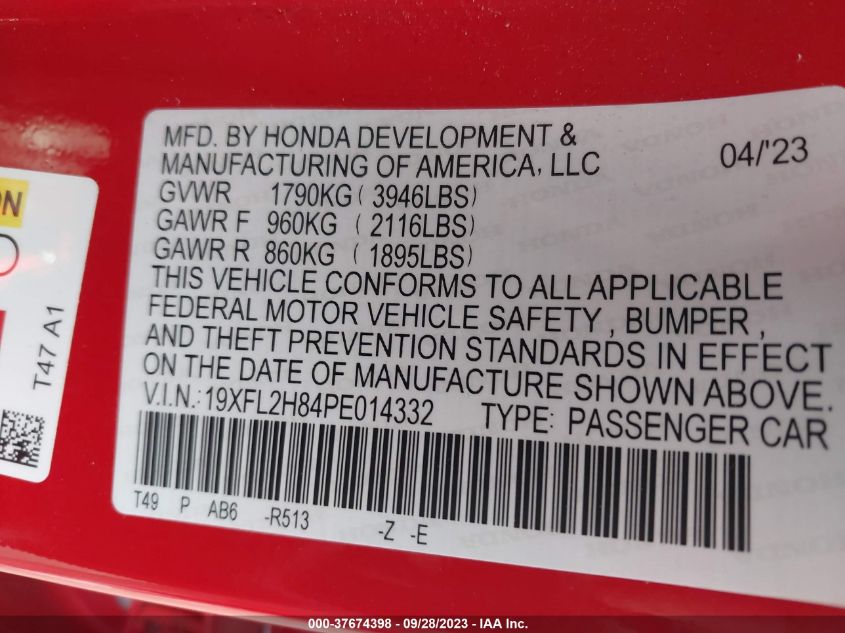 MFD. BY HONDA DEVELOPMENT &
MANUFACTURING OF AMERICA, LLC
04/'23
GVWR 1790KG ( 3946LBS)
GAWR F 960KG ( 2116LBS)
GAWR R 860KG ( 1895LBS)
THIS VEHICLE CONFORMS TO ALL APPLICABLE
FEDERAL MOTOR VEHICLE SAFETY , BUMPER ,
AND THEFT PREVENTION STANDARDS IN EFFECT
ON THE DATE OF MANUFACTURE SHOWN ABOVE.
V.I.N.: 19XFL2H84PE014332 TYPE: PASSENGER CAR
T49 P AB6 -R513 -Z -E
T47 A1
000-37674398 - 09/28/2023 - IAA Inc.